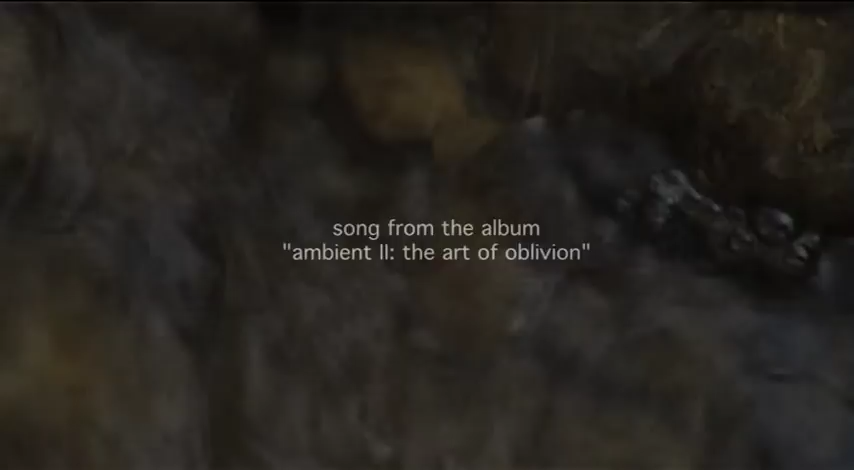 song from the album
"ambient II: the art of oblivion"